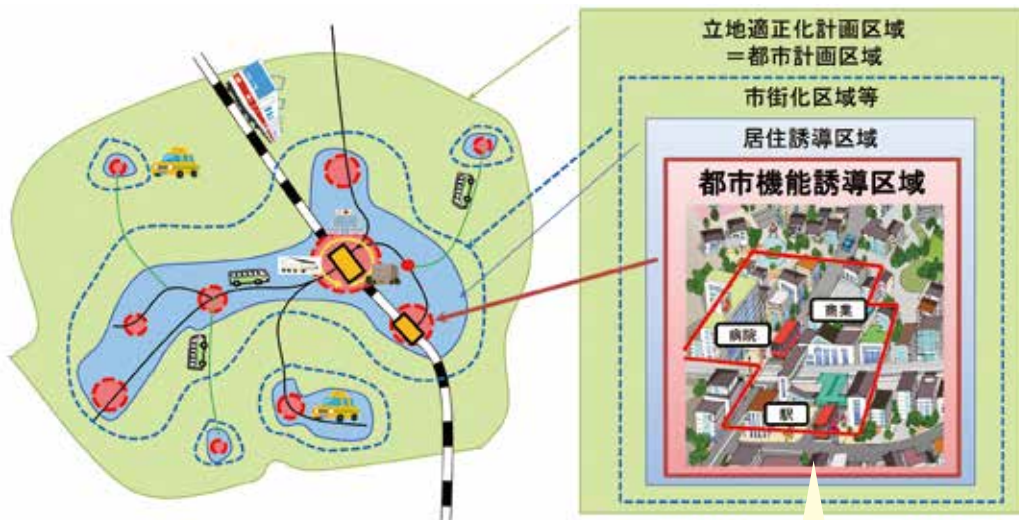 立地適正化計画区域
＝都市計画区域
市街化区域等
居住誘導区域
都市機能誘導区域
商業
病院
駅